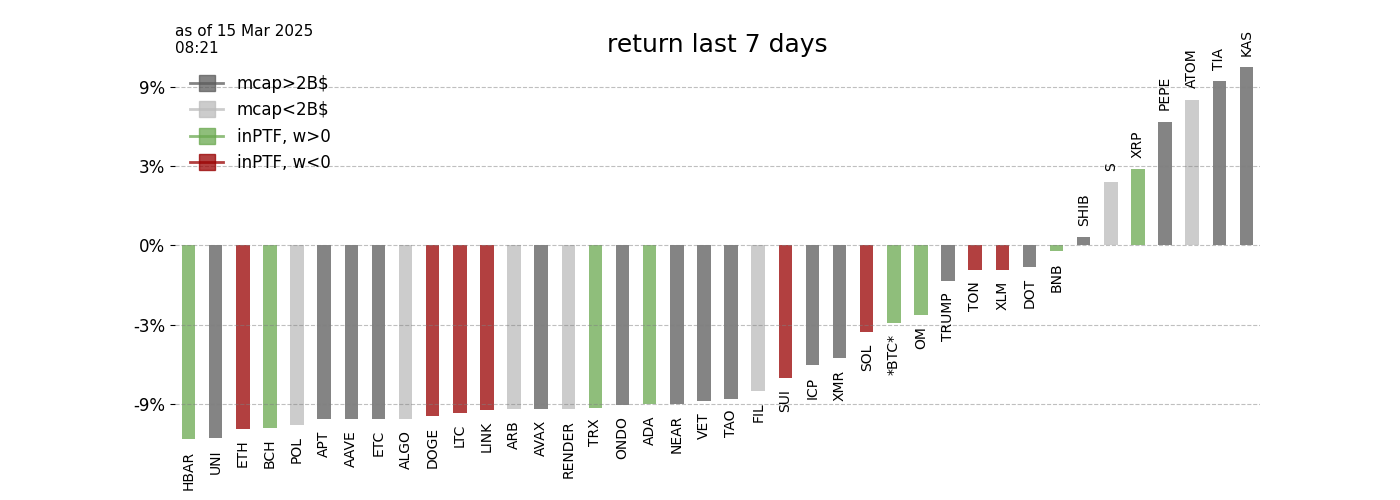 as of 15 Mar 2025
08:21
return last 7 days
mcap>2B$
mcap<2B$
inPTF, w>0
inPTF, w<0
9%
3%
0%
-3%
-9%
HBAR
UNI
ETH
BCH
POL
APT
AAVE
ETC
ALGO
DOGE
LTC
LINK
ARB
AVAX
RENDER
TRX
ONDO
ADA
NEAR
VET
TAO
FIL
SUI
ICP
XMR
SOL
*BTC*
OM
TRUMP
TON
XLM
DOT
BNB
SHIB
S
XRP
PEPE
ATOM
TIA
KAS